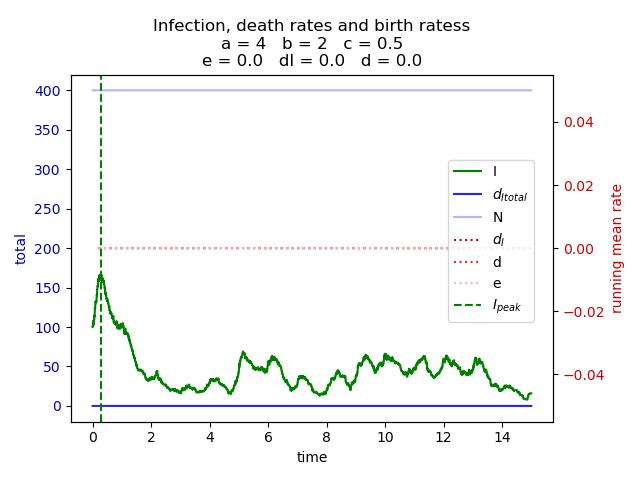 Infection, death rates and birth ratess
a = 4   b = 2   c = 0.5
e = 0.0   dI = 0.0   d = 0.0
total
400
350
300
250
200
150
100
50
0
0.04
0.02
0.00
−0.02
−0.04
running mean rate
I
d_Itotal
N
d_I
d
e
I_peak
0 2 4 6 8 10 12 14
time